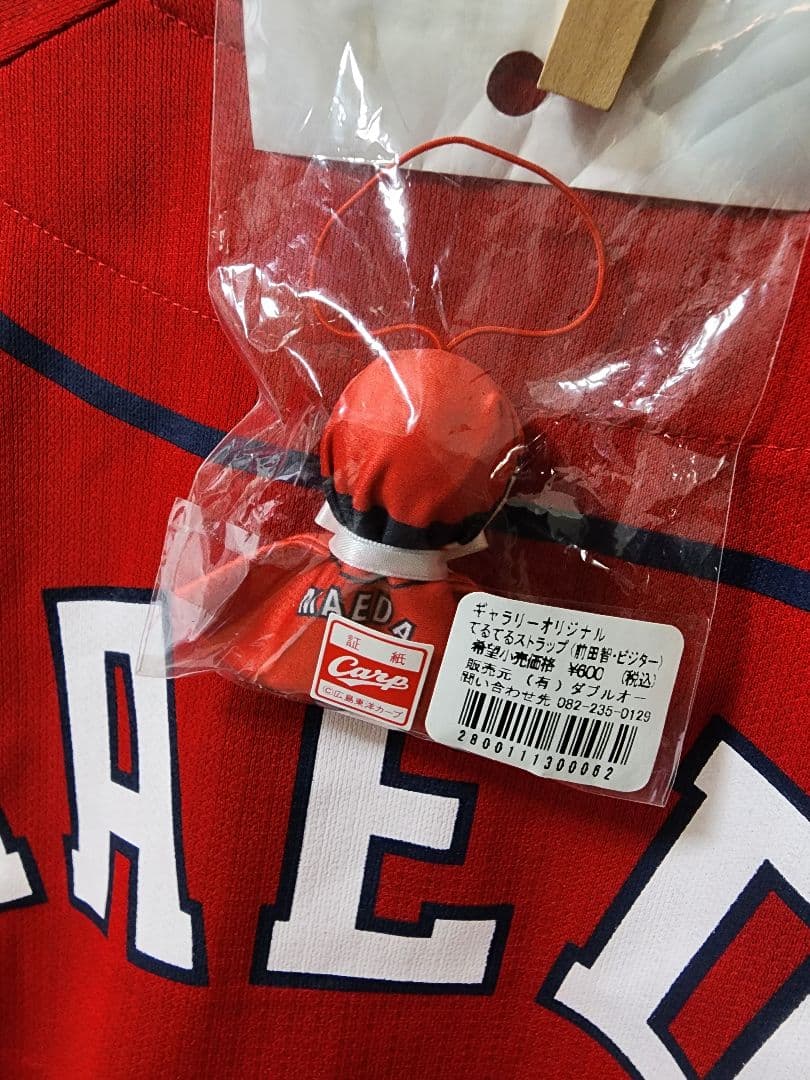 MAEDA
証紙
Carp
©広島東洋カープ
ギャラリーオリジナル
てるてるストラップ(前田智・ビジター)
希望小売価格 ¥600 (税込)
販売元 (有)ダブルオー
問い合わせ先 082-235-0129
2800111300062
AED